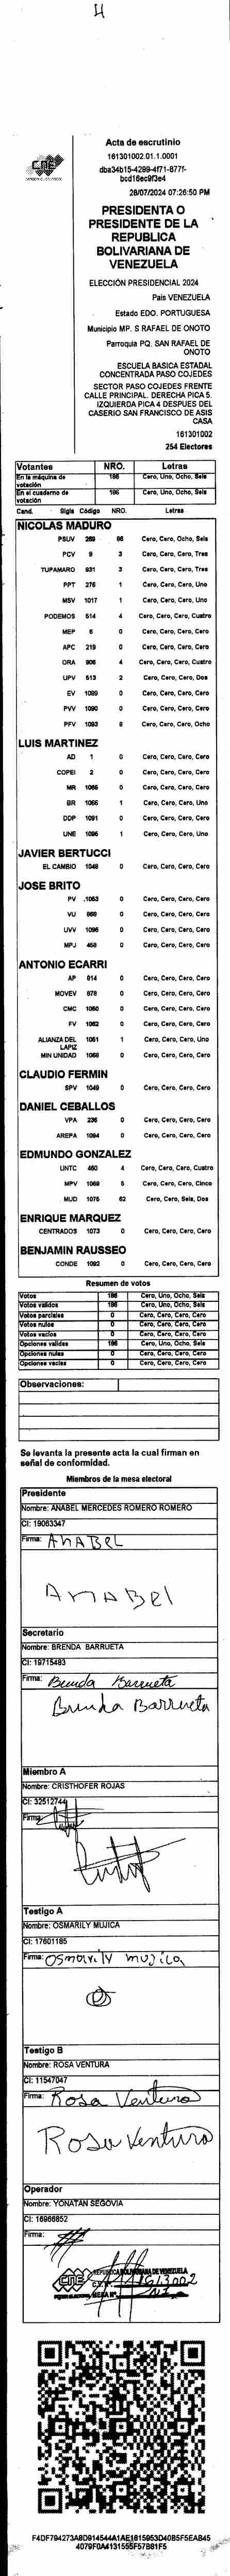 4
CNE
Acta de escrutinio
161301002.01.1.0001
dba34b15-4299-4f71-877f-
bcd16ec9f3e4
28/07/2024 07:26:50 PM
PRESIDENTA O
PRESIDENTE DE LA
REPUBLICA
BOLIVARIANA DE
VENEZUELA
ELECCIÓN PRESIDENCIAL 2024
País VENEZUELA
Estado EDO. PORTUGUESA
Municipio MP. S RAFAEL DE ONOTO
Parroquia PQ. SAN RAFAEL DE
ONOTO
ESCUELA BASICA ESTADAL
CONCENTRADA PASO COJEDES
SECTOR PASO COJEDES FRENTE
CALLE PRINCIPAL. DERECHA PICA 5.
IZQUIERDA PICA 4 DESPUES DEL
CASERIO SAN FRANCISCO DE ASIS
CASA
161301002
254 Electores
Votantes NRO. Letras
En la máquina de votación 186 Cero, Uno, Ocho, Seis
En el cuaderno de votación 186 Cero, Uno, Ocho, Seis
Cand. Sigla Código NRO. Letras
NICOLAS MADURO
PSUV 269 86 Cero, Cero, Ocho, Seis
PCV 9 3 Cero, Cero, Cero, Tres
TUPAMARO 931 3 Cero, Cero, Cero, Tres
PPT 276 1 Cero, Cero, Cero, Uno
MSV 1017 1 Cero, Cero, Cero, Uno
PODEMOS 514 4 Cero, Cero, Cero, Cuatro
MEP 6 0 Cero, Cero, Cero, Cero
APC 219 0 Cero, Cero, Cero, Cero
ORA 906 4 Cero, Cero, Cero, Cuatro
UPV 513 2 Cero, Cero, Cero, Dos
EV 1089 0 Cero, Cero, Cero, Cero
PVV 1090 0 Cero, Cero, Cero, Cero
PFV 1093 8 Cero, Cero, Cero, Ocho
LUIS MARTINEZ
AD 1 0 Cero, Cero, Cero, Cero
COPEI 2 0 Cero, Cero, Cero, Cero
MR 1065 0 Cero, Cero, Cero, Cero
BR 1066 1 Cero, Cero, Cero, Uno
DDP 1091 0 Cero, Cero, Cero, Cero
UNE 1095 1 Cero, Cero, Cero, Uno
JAVIER BERTUCCI
EL CAMBIO 1048 0 Cero, Cero, Cero, Cero
JOSE BRITO
PV 1063 0 Cero, Cero, Cero, Cero
VU 969 0 Cero, Cero, Cero, Cero
UVV 1096 0 Cero, Cero, Cero, Cero
MPJ 458 0 Cero, Cero, Cero, Cero
ANTONIO ECARRI
AP 914 0 Cero, Cero, Cero, Cero
MOVEV 978 0 Cero, Cero, Cero, Cero
CMC 1060 0 Cero, Cero, Cero, Cero
FV 1062 0 Cero, Cero, Cero, Cero
ALIANZA DEL LAPIZ 1061 1 Cero, Cero, Cero, Uno
MIN UNIDAD 1068 0 Cero, Cero, Cero, Cero
CLAUDIO FERMIN
SPV 1049 0 Cero, Cero, Cero, Cero
DANIEL CEBALLOS
VPA 236 0 Cero, Cero, Cero, Cero
AREPA 1094 0 Cero, Cero, Cero, Cero
EDMUNDO GONZALEZ
UNTC 460 4 Cero, Cero, Cero, Cuatro
MPV 1069 5 Cero, Cero, Cero, Cinco
MUD 1075 62 Cero, Cero, Seis, Dos
ENRIQUE MARQUEZ
CENTRADOS 1073 0 Cero, Cero, Cero, Cero
BENJAMIN RAUSSEO
CONDE 1092 0 Cero, Cero, Cero, Cero
Resumen de votos
Votos 186 Cero, Uno, Ocho, Seis
Votos válidos 186 Cero, Uno, Ocho, Seis
Votos parciales 0 Cero, Cero, Cero, Cero
Votos nulos 0 Cero, Cero, Cero, Cero
Votos vacios 0 Cero, Cero, Cero, Cero
Opciones validas 186 Cero, Uno, Ocho, Seis
Opciones nulas 0 Cero, Cero, Cero, Cero
Opciones vacias 0 Cero, Cero, Cero, Cero
Observaciones:
Se levanta la presente acta la cual firman en
señal de conformidad.
Miembros de la mesa electoral
Presidente
Nombre: ANABEL MERCEDES ROMERO ROMERO
CI: 19063347
Firma: AnABEL
AnABEl
Secretario
Nombre: BRENDA BARRUETA
CI: 19715483
Firma: Brenda Barrueta
Brenda Barrueta
Miembro A
Nombre: CRISTHOFER ROJAS
CI: 32512744
Firma:
Testigo A
Nombre: OSMARILY MUJICA
CI: 17601185
Firma: Osmarily mujica
Testigo B
Nombre: ROSA VENTURA
CI: 11547047
Firma: Rosa Ventura
Rosa Ventura
Operador
Nombre: YONATAN SEGOVIA
CI: 16966852
Firma:
CNE REPUBLICA BOLIVARIANA DE VENEZUELA
MESA Nº
F4DF794273A8D914544A1AE1815953D40B5F5EAB45
4079F0A4131555F57B81F5